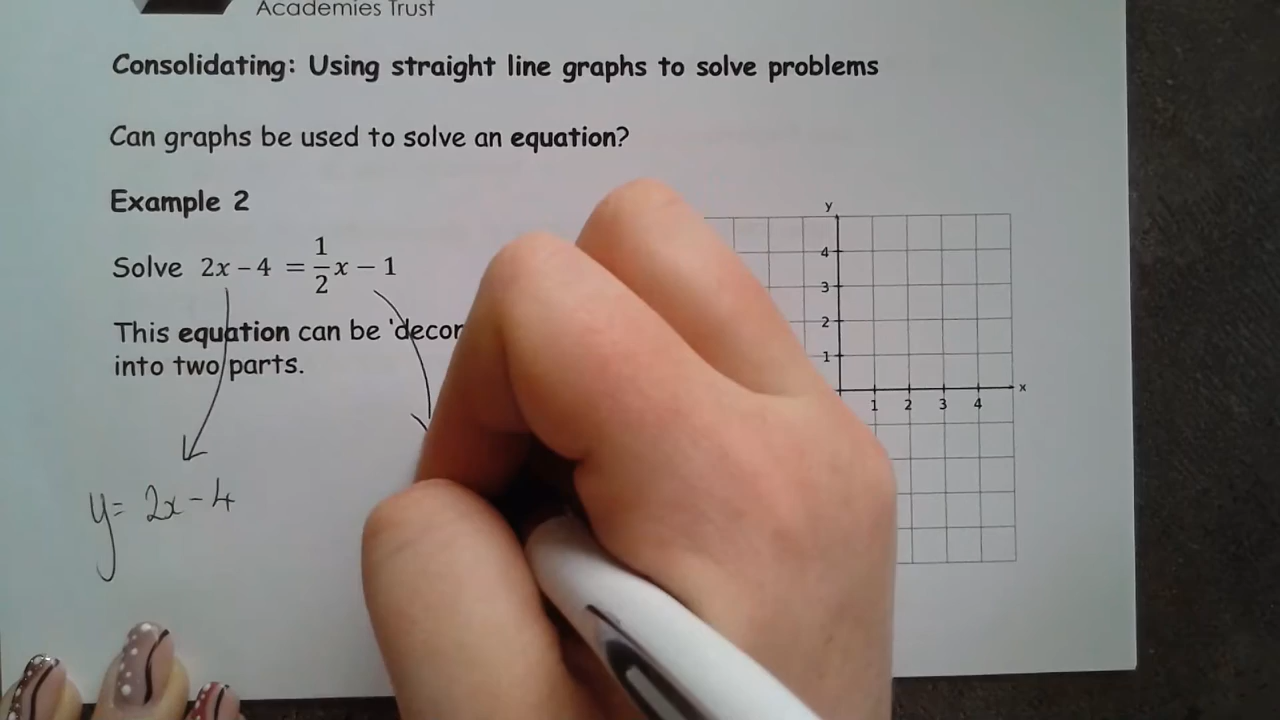 Academies Trust
Consolidating: Using straight line graphs to solve problems
Can graphs be used to solve an equation?
Example 2
Solve 2x – 4 = 1/2 x – 1
This equation can be 'decor
into two parts.
y = 2x - 4
y
4
3
2
1
x
1 2 3 4